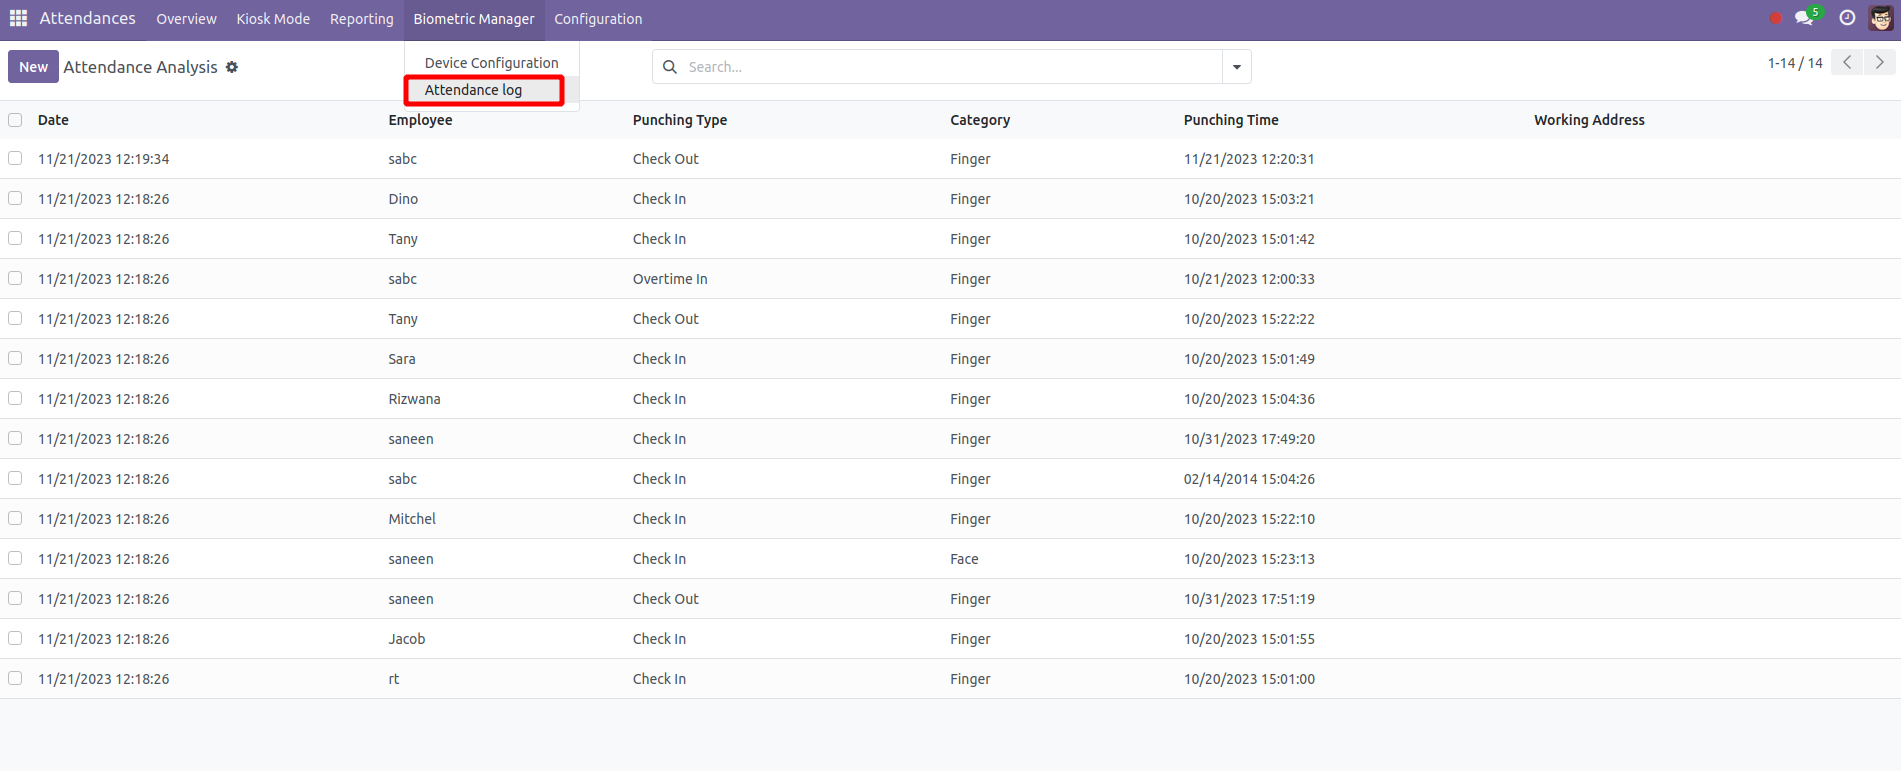 Attendances Overview Kiosk Mode Reporting Biometric Manager Configuration 5
New Attendance Analysis Search... 1-14 / 14
Device Configuration
Attendance log
Date Employee Punching Type Category Punching Time Working Address
11/21/2023 12:19:34 sabc Check Out Finger 11/21/2023 12:20:31
11/21/2023 12:18:26 Dino Check In Finger 10/20/2023 15:03:21
11/21/2023 12:18:26 Tany Check In Finger 10/20/2023 15:01:42
11/21/2023 12:18:26 sabc Overtime In Finger 10/21/2023 12:00:33
11/21/2023 12:18:26 Tany Check Out Finger 10/20/2023 15:22:22
11/21/2023 12:18:26 Sara Check In Finger 10/20/2023 15:01:49
11/21/2023 12:18:26 Rizwana Check In Finger 10/20/2023 15:04:36
11/21/2023 12:18:26 saneen Check In Finger 10/31/2023 17:49:20
11/21/2023 12:18:26 sabc Check In Finger 02/14/2014 15:04:26
11/21/2023 12:18:26 Mitchel Check In Finger 10/20/2023 15:22:10
11/21/2023 12:18:26 saneen Check In Face 10/20/2023 15:23:13
11/21/2023 12:18:26 saneen Check Out Finger 10/31/2023 17:51:19
11/21/2023 12:18:26 Jacob Check In Finger 10/20/2023 15:01:55
11/21/2023 12:18:26 rt Check In Finger 10/20/2023 15:01:00